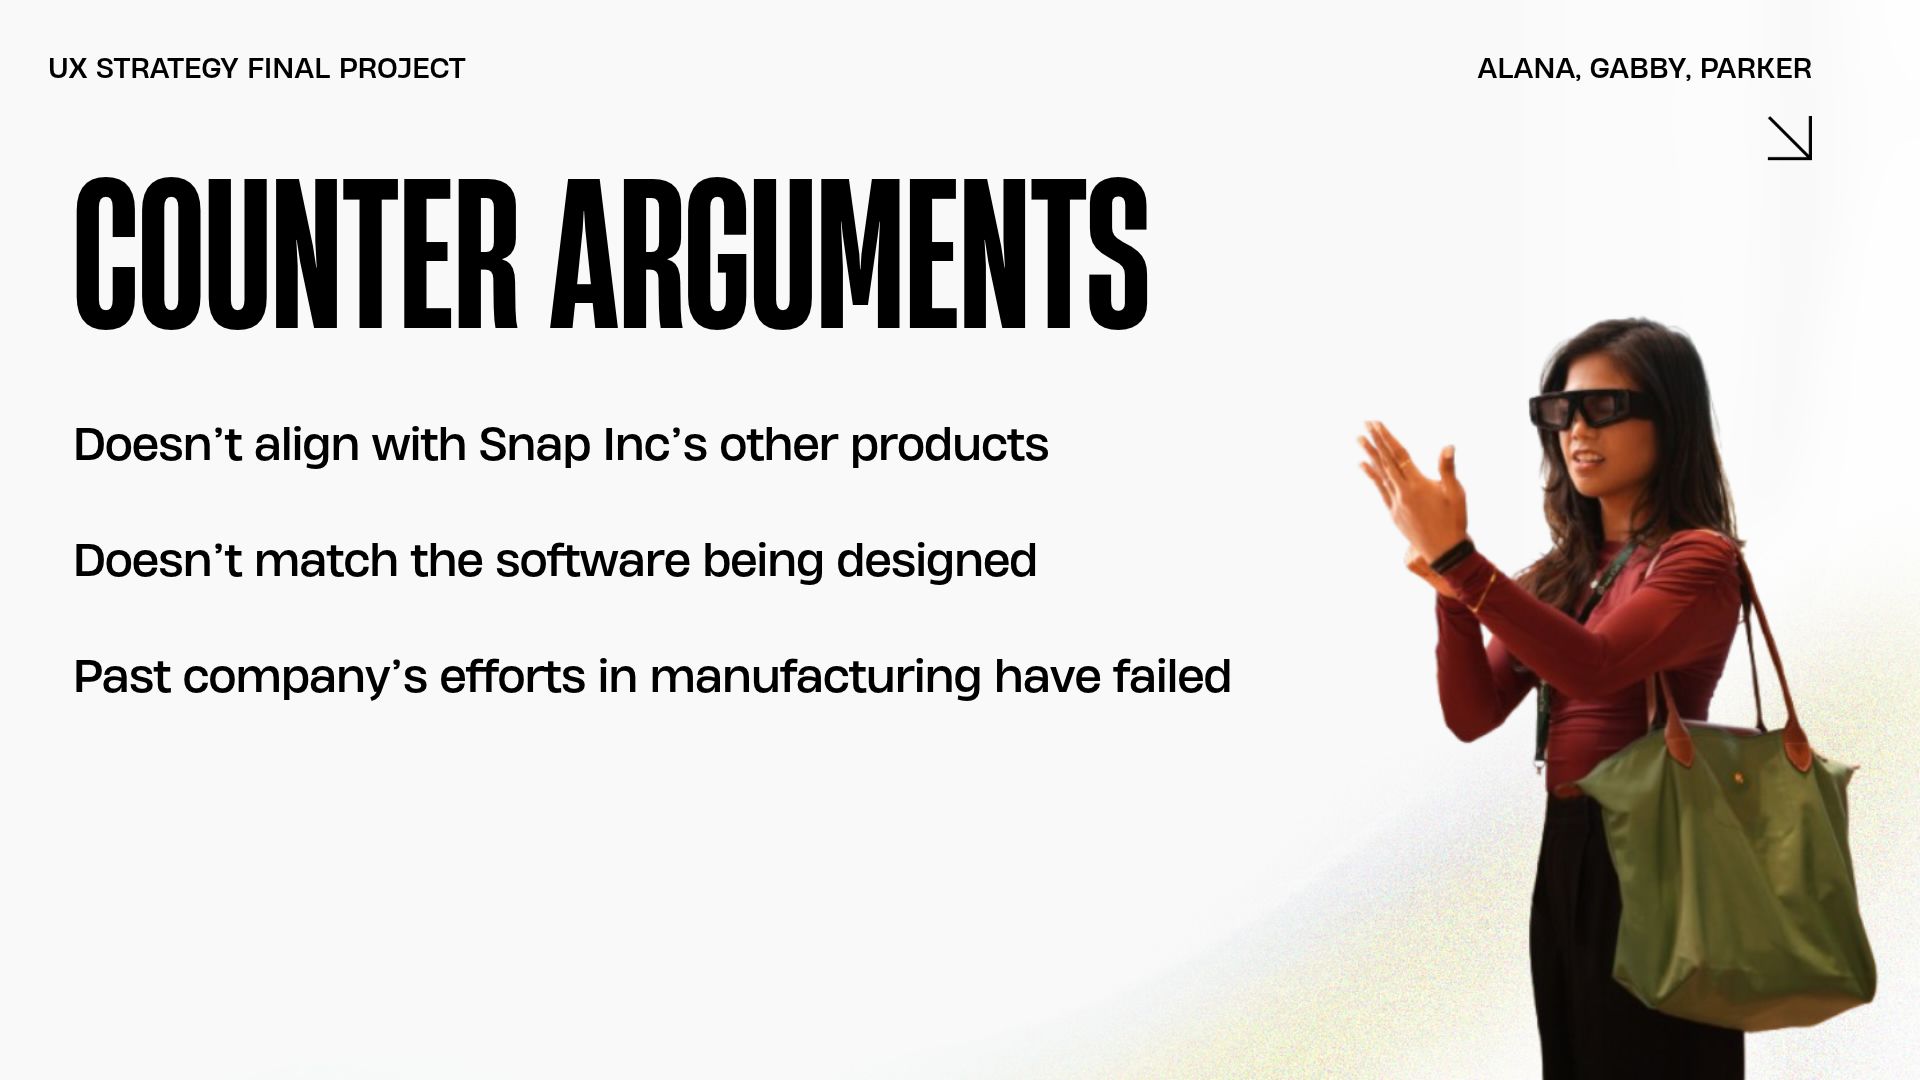 UX STRATEGY FINAL PROJECT
ALANA, GABBY, PARKER
COUNTER ARGUMENTS
Doesn’t align with Snap Inc’s other products
Doesn’t match the software being designed
Past company’s efforts in manufacturing have failed